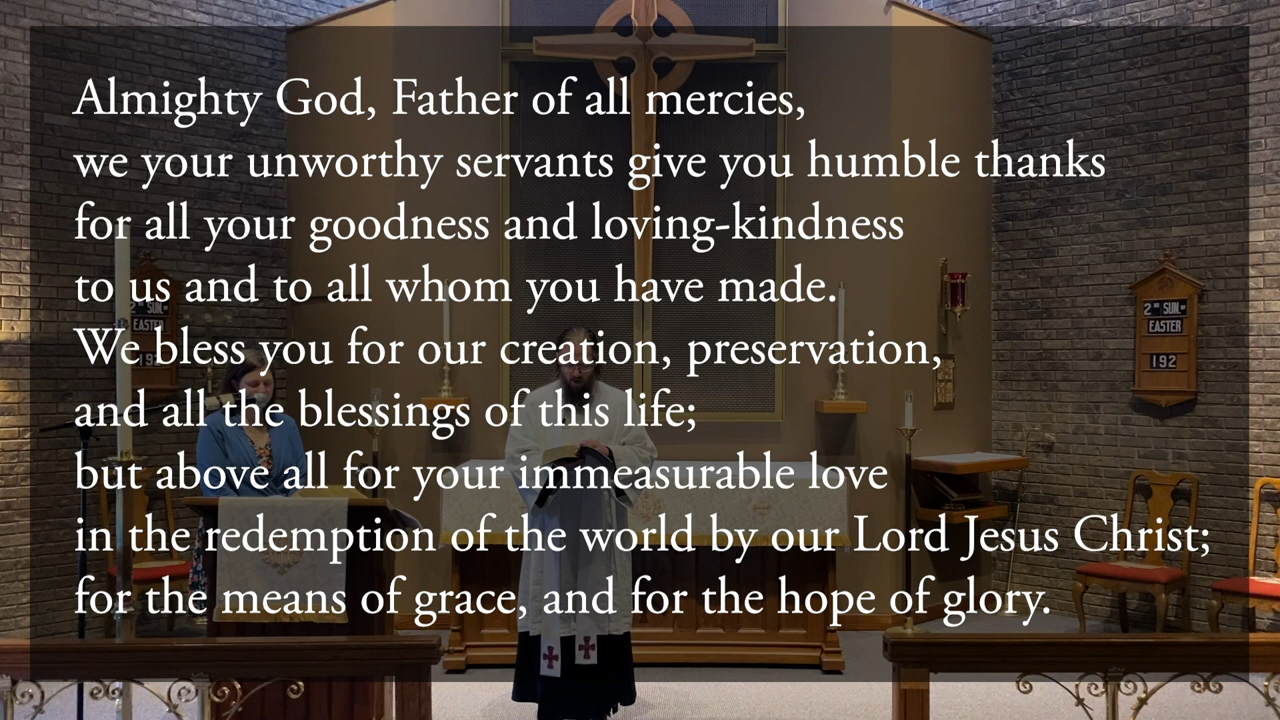 Almighty God, Father of all mercies,
we your unworthy servants give you humble thanks
for all your goodness and loving-kindness
to us and to all whom you have made.
We bless you for our creation, preservation,
and all the blessings of this life;
but above all for your immeasurable love
in the redemption of the world by our Lord Jesus Christ;
for the means of grace, and for the hope of glory.
2ND SUN.
EASTER
192
2ND SUN.
EASTER
192